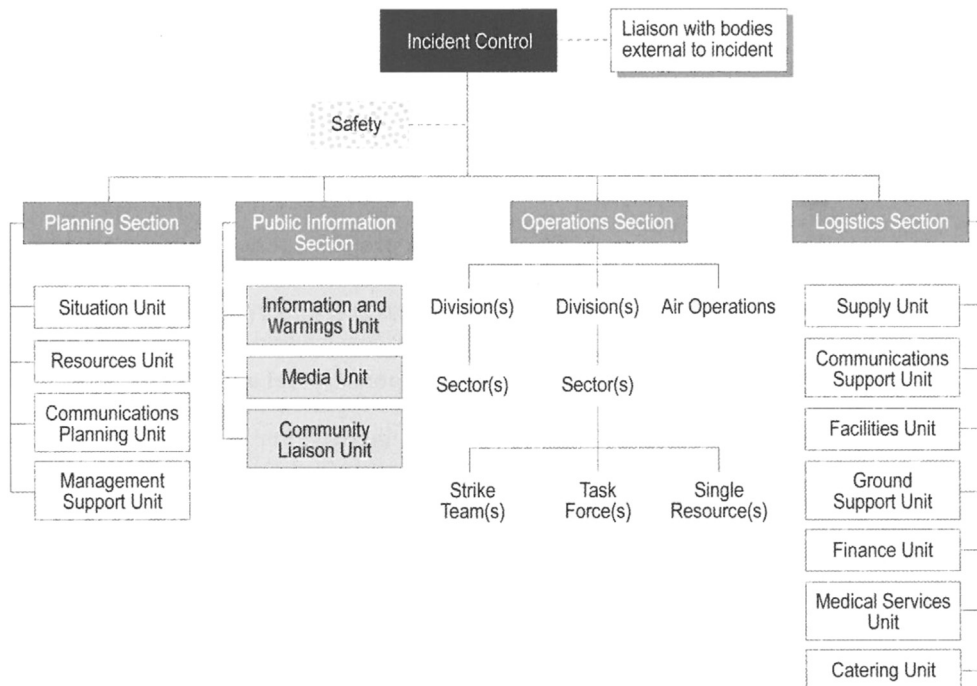 Incident Control
Liaison with bodies
external to incident
Safety
Planning Section
Situation Unit
Resources Unit
Communications
Planning Unit
Management
Support Unit
Public Information
Section
Information and
Warnings Unit
Media Unit
Community
Liaison Unit
Operations Section
Division(s)
Division(s)
Air Operations
Sector(s)
Sector(s)
Strike
Team(s)
Task
Force(s)
Single
Resource(s)
Logistics Section
Supply Unit
Communications
Support Unit
Facilities Unit
Ground
Support Unit
Finance Unit
Medical Services
Unit
Catering Unit